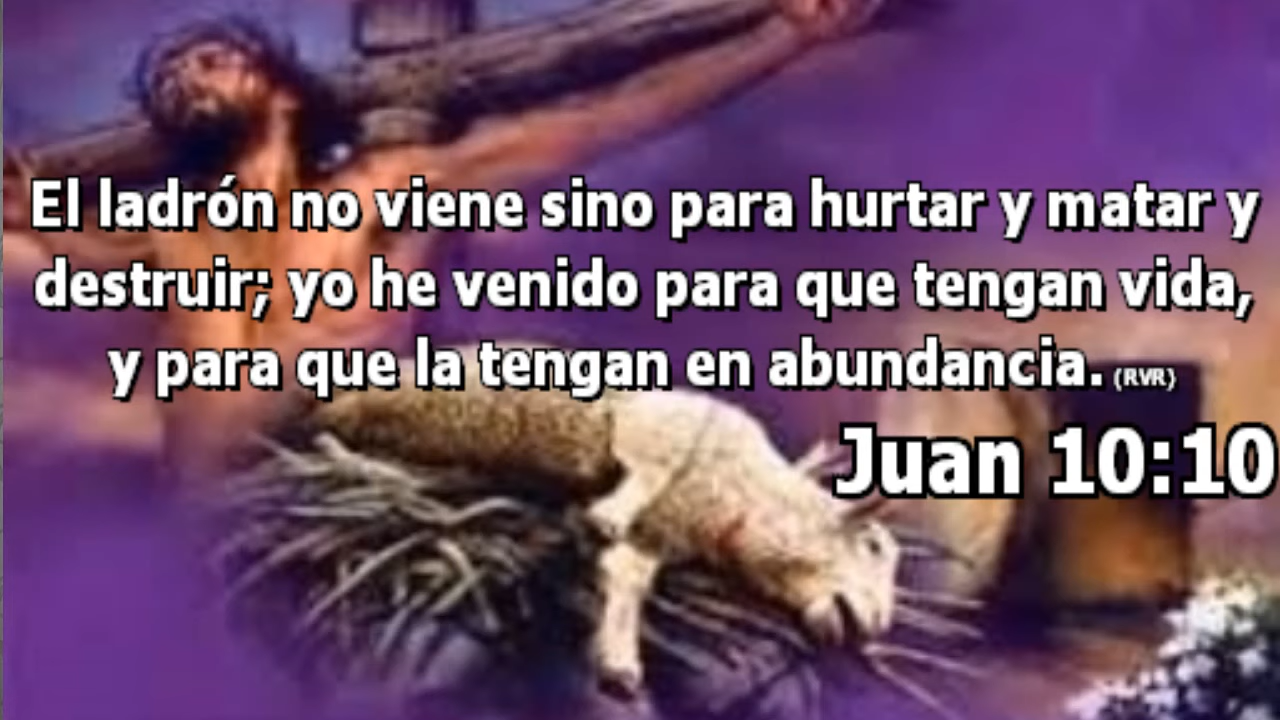 El ladrón no viene sino para hurtar y matar y
destruir; yo he venido para que tengan vida,
y para que la tengan en abundancia. (RVR)
Juan 10:10